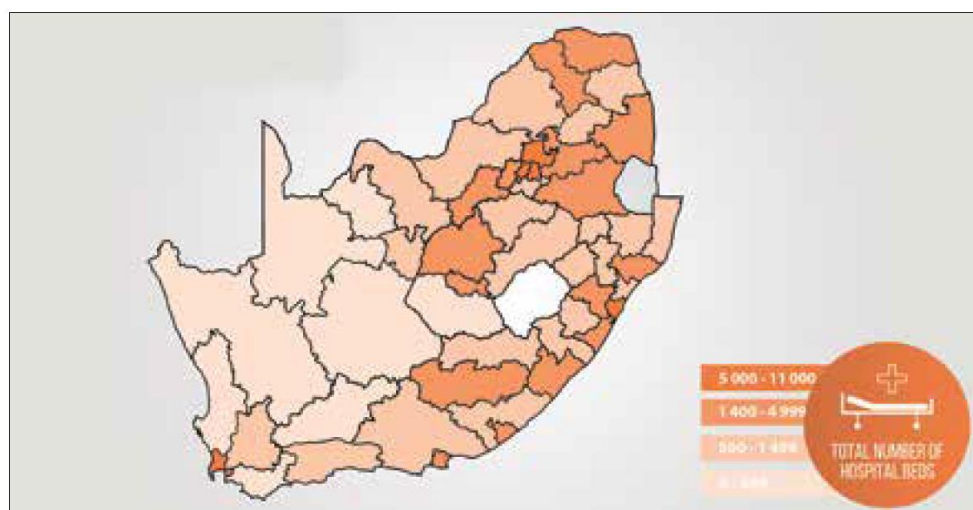 5 000 - 11 000
1 400 - 4 999
TOTAL NUMBER OF
HOSPITAL BEDS